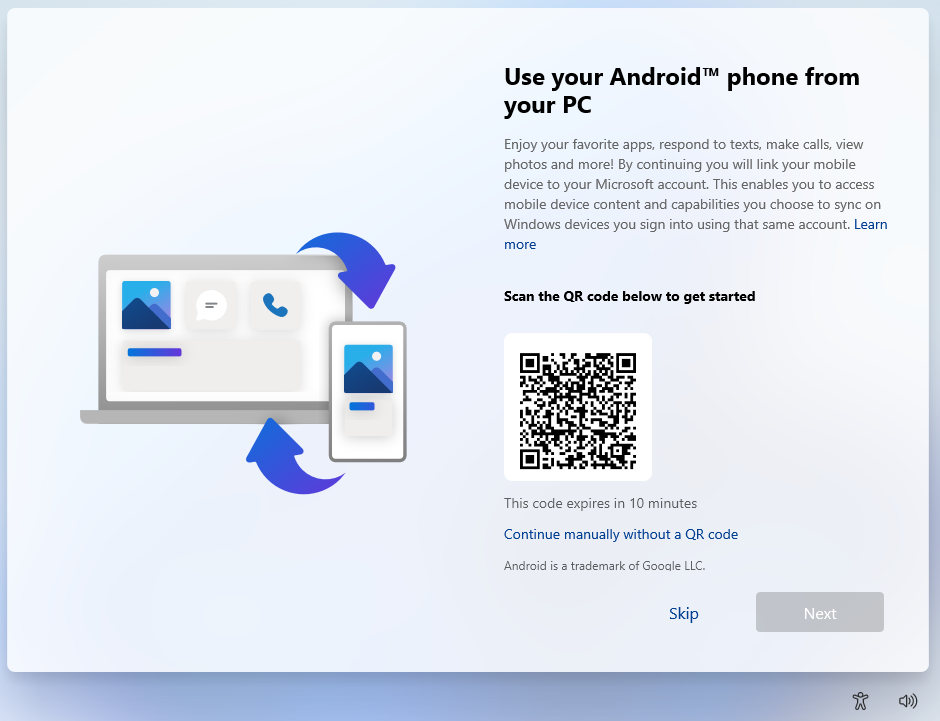 Use your Android™ phone from
your PC
Enjoy your favorite apps, respond to texts, make calls, view
photos and more! By continuing you will link your mobile
device to your Microsoft account. This enables you to access
mobile device content and capabilities you choose to sync on
Windows devices you sign into using that same account. Learn
more
Scan the QR code below to get started
This code expires in 10 minutes
Continue manually without a QR code
Android is a trademark of Google LLC.
Skip
Next